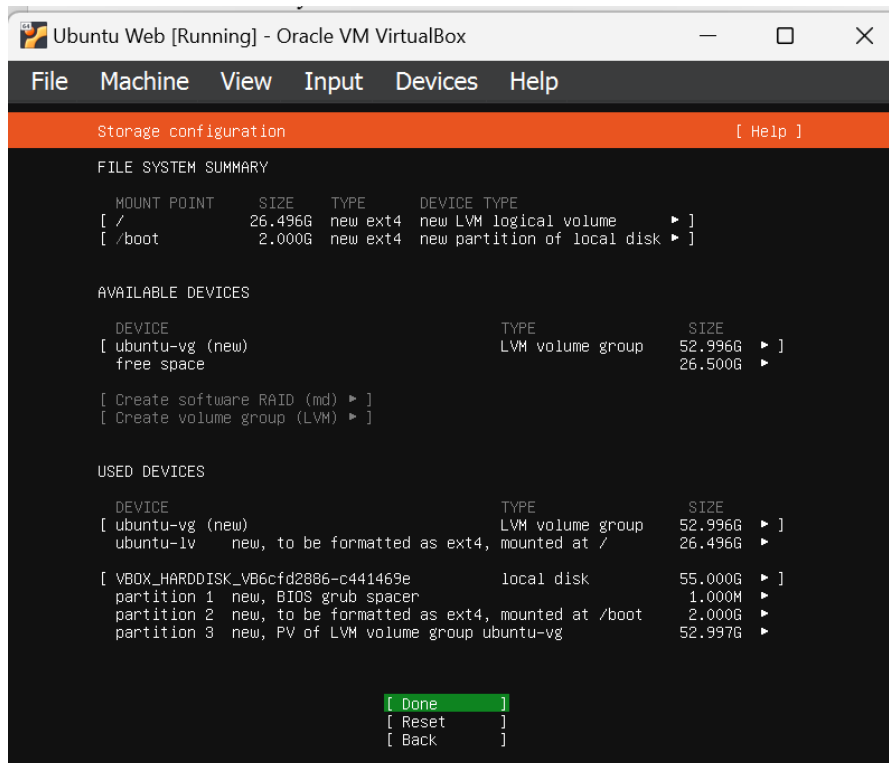 Ubuntu Web [Running] - Oracle VM VirtualBox
File Machine View Input Devices Help
Storage configuration [ Help ]
FILE SYSTEM SUMMARY
MOUNT POINT SIZE TYPE DEVICE TYPE
[ / 26.496G new ext4 new LVM logical volume ▸ ]
[ /boot 2.000G new ext4 new partition of local disk ▸ ]
AVAILABLE DEVICES
DEVICE TYPE SIZE
[ ubuntu-vg (new) LVM volume group 52.996G ▸ ]
free space 26.500G ▸
[ Create software RAID (md) ▸ ]
[ Create volume group (LVM) ▸ ]
USED DEVICES
DEVICE TYPE SIZE
[ ubuntu-vg (new) LVM volume group 52.996G ▸ ]
ubuntu-lv new, to be formatted as ext4, mounted at / 26.496G ▸
[ VBOX_HARDDISK_VB6cfd2886-c441469e local disk 55.000G ▸ ]
partition 1 new, BIOS grub spacer 1.000M ▸
partition 2 new, to be formatted as ext4, mounted at /boot 2.000G ▸
partition 3 new, PV of LVM volume group ubuntu-vg 52.997G ▸
[ Done ]
[ Reset ]
[ Back ]